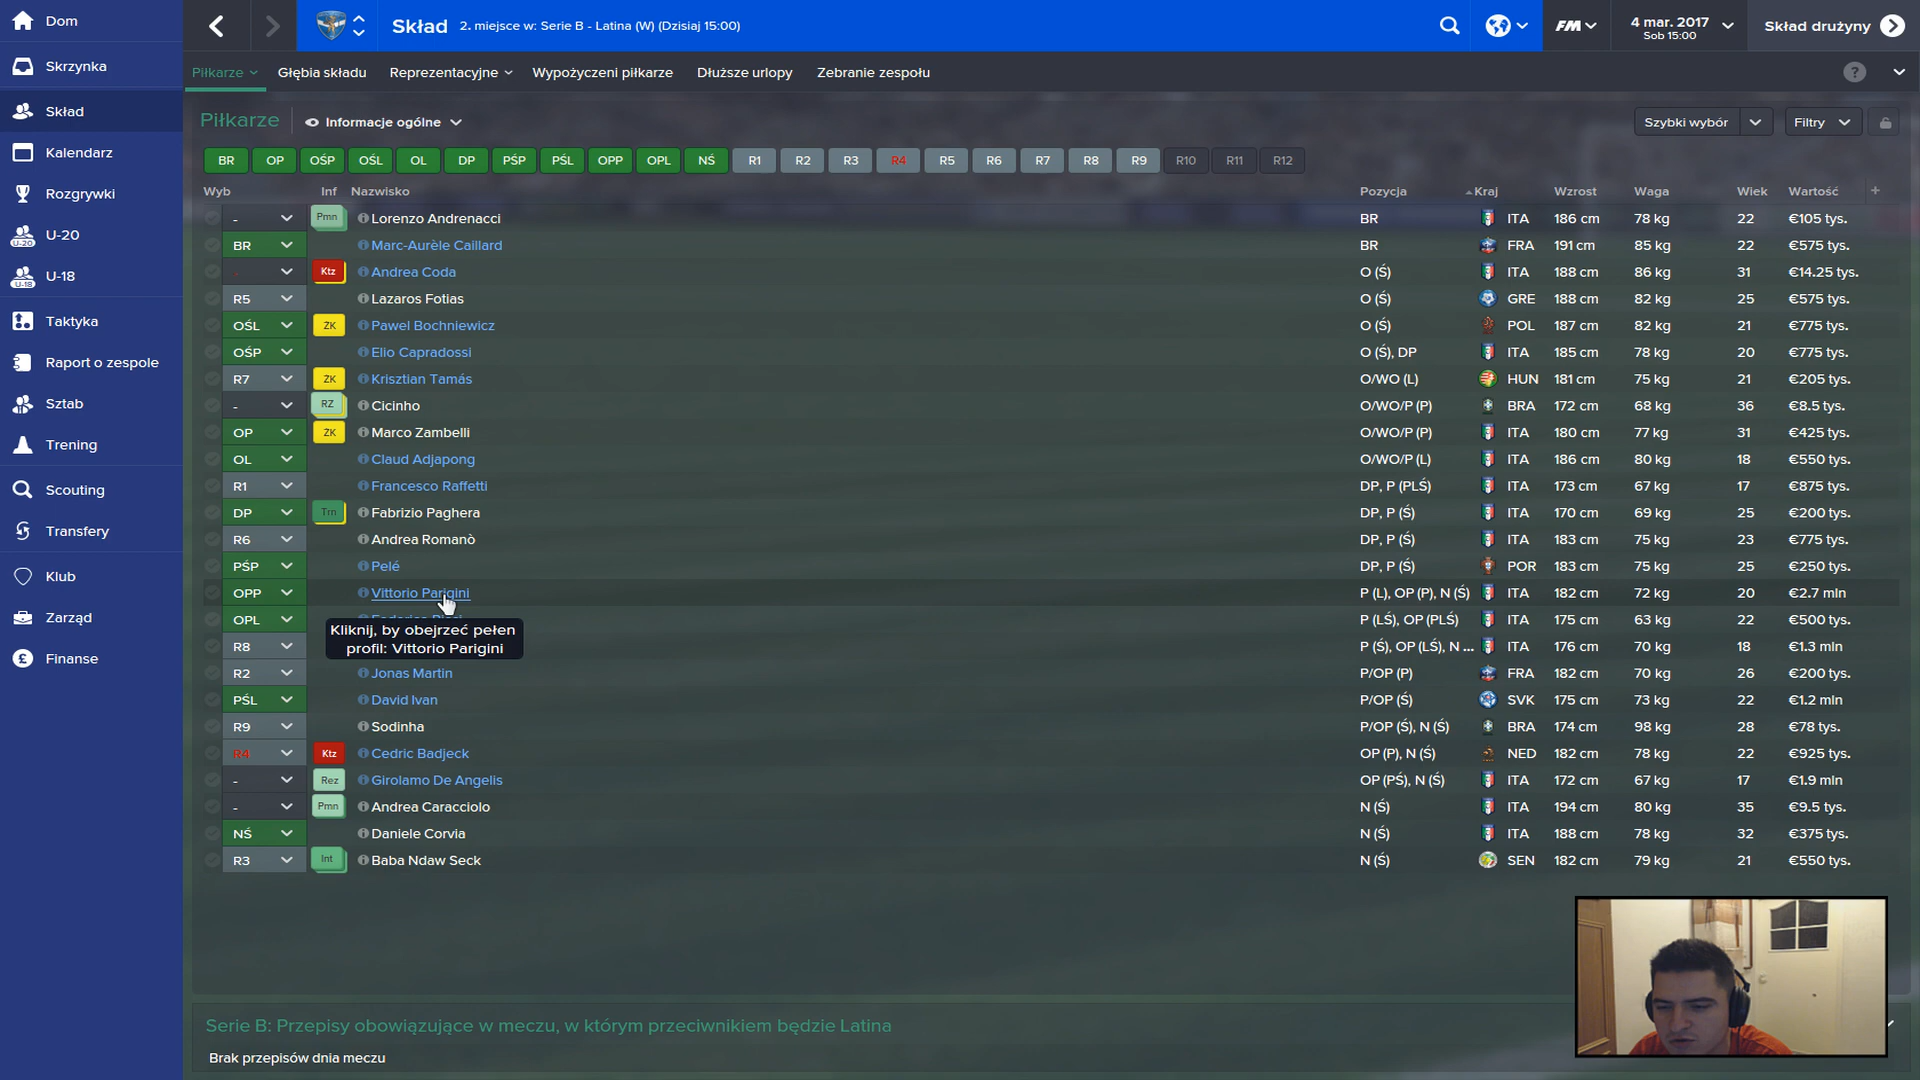 Dom
Skład
2. miejsce w: Serie B - Latina (W) (Dzisiaj 15:00)
FM
4 mar. 2017
Sob 15:00
Skład drużyny
Skrzynka
Skład
Kalendarz
Rozgrywki
U-20
U-20
U-18
U-18
Taktyka
Raport o zespole
Sztab
Trening
Scouting
Transfery
Klub
Zarząd
Finanse
Piłkarze
Głębia składu
Reprezentacyjne
Wypożyczeni piłkarze
Dłuższe urlopy
Zebranie zespołu
?
Piłkarze
Informacje ogólne
Szybki wybór
Filtry
BR OP OŚP OŚL OL DP PŚP PŚL OPP OPL NŚ R1 R2 R3 R4 R5 R6 R7 R8 R9 R10 R11 R12
Wyb Inf Nazwisko Pozycja Kraj Wzrost Waga Wiek Wartość +
- Pmn Lorenzo Andrenacci BR ITA 186 cm 78 kg 22 €105 tys.
BR Marc-Aurèle Caillard BR FRA 191 cm 85 kg 22 €575 tys.
- Ktz Andrea Coda O (Ś) ITA 188 cm 86 kg 31 €14.25 tys.
R5 Lazaros Fotias O (Ś) GRE 188 cm 82 kg 25 €575 tys.
OŚL ŻK Pawel Bochniewicz O (Ś) POL 187 cm 82 kg 21 €775 tys.
OŚP Elio Capradossi O (Ś), DP ITA 185 cm 78 kg 20 €775 tys.
R7 ŻK Krisztian Tamás O/WO (L) HUN 181 cm 75 kg 21 €205 tys.
- RZ Cicinho O/WO/P (P) BRA 172 cm 68 kg 36 €8.5 tys.
OP ŻK Marco Zambelli O/WO/P (P) ITA 180 cm 77 kg 31 €425 tys.
OL Claud Adjapong O/WO/P (L) ITA 186 cm 80 kg 18 €550 tys.
R1 Francesco Raffetti DP, P (PLŚ) ITA 173 cm 67 kg 17 €875 tys.
DP Trn Fabrizio Paghera DP, P (Ś) ITA 170 cm 69 kg 25 €200 tys.
R6 Andrea Romanò DP, P (Ś) ITA 183 cm 75 kg 23 €775 tys.
PŚP Pelé DP, P (Ś) POR 183 cm 75 kg 25 €250 tys.
OPP Vittorio Parigini P (L), OP (P), N (Ś) ITA 182 cm 72 kg 20 €2.7 mln
OPL P (LŚ), OP (PLŚ) ITA 175 cm 63 kg 22 €500 tys.
Kliknij, by obejrzeć pełen
profil: Vittorio Parigini
R8 P (Ś), OP (LŚ), N ... ITA 176 cm 70 kg 18 €1.3 mln
R2 Jonas Martin P/OP (P) FRA 182 cm 70 kg 26 €200 tys.
PŚL David Ivan P/OP (Ś) SVK 175 cm 73 kg 22 €1.2 mln
R9 Sodinha P/OP (Ś), N (Ś) BRA 174 cm 98 kg 28 €78 tys.
R4 Ktz Cedric Badjeck OP (P), N (Ś) NED 182 cm 78 kg 22 €925 tys.
- Rez Girolamo De Angelis OP (PŚ), N (Ś) ITA 172 cm 67 kg 17 €1.9 mln
- Pmn Andrea Caracciolo N (Ś) ITA 194 cm 80 kg 35 €9.5 tys.
NŚ Daniele Corvia N (Ś) ITA 188 cm 78 kg 32 €375 tys.
R3 Int Baba Ndaw Seck N (Ś) SEN 182 cm 79 kg 21 €550 tys.
Serie B: Przepisy obowiązujące w meczu, w którym przeciwnikiem będzie Latina
Brak przepisów dnia meczu